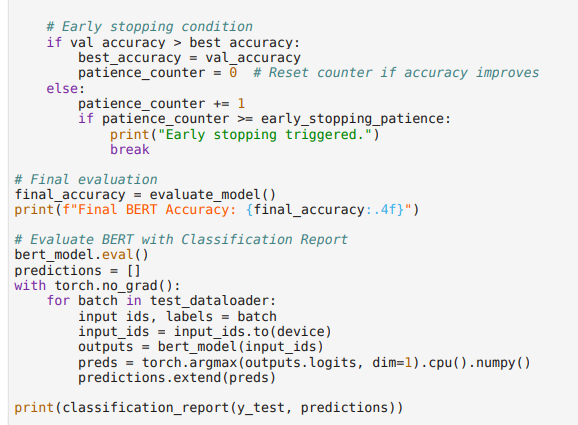 # Early stopping condition
if val accuracy > best accuracy:
best_accuracy = val_accuracy
patience_counter = 0  # Reset counter if accuracy improves
else:
patience_counter += 1
if patience_counter >= early_stopping_patience:
print("Early stopping triggered.")
break
# Final evaluation
final_accuracy = evaluate_model()
print(f"Final BERT Accuracy: {final_accuracy:.4f}")
# Evaluate BERT with Classification Report
bert_model.eval()
predictions = []
with torch.no_grad():
for batch in test_dataloader:
input ids, labels = batch
input_ids = input_ids.to(device)
outputs = bert_model(input_ids)
preds = torch.argmax(outputs.logits, dim=1).cpu().numpy()
predictions.extend(preds)
print(classification_report(y_test, predictions))